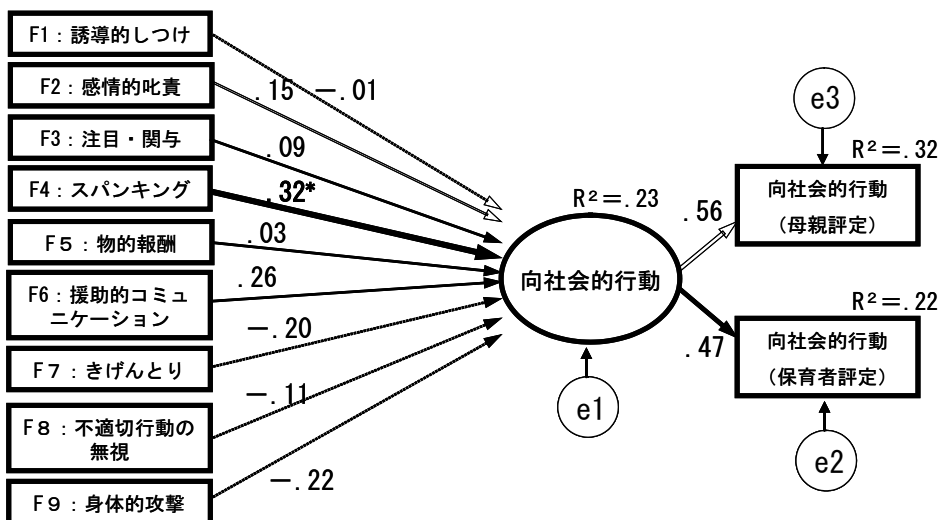 F1：誘導的しつけ
F2：感情的叱責
F3：注目・関与
F4：スパンキング
F5：物的報酬
F6：援助的コミュ
ニケーション
F7：きげんとり
F8：不適切行動の
無視
F9：身体的攻撃
.15
－.01
.09
.32*
.03
.26
－.20
－.11
－.22
R²＝.23
向社会的行動
e1
.56
.47
e3
R²＝.32
向社会的行動
（母親評定）
R²＝.22
向社会的行動
（保育者評定）
e2